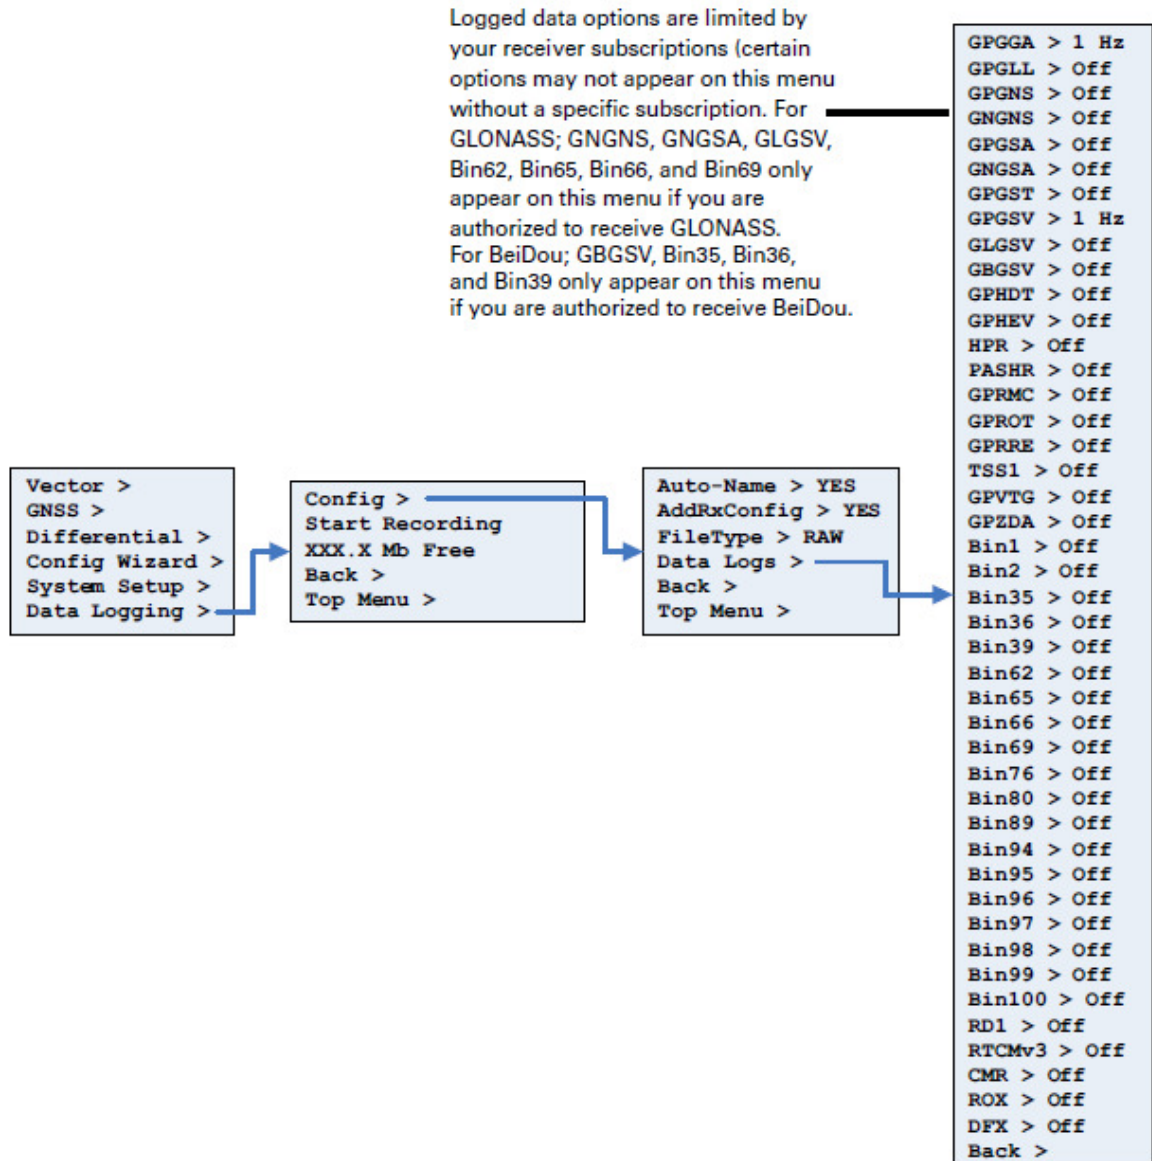 Logged data options are limited by
your receiver subscriptions (certain
options may not appear on this menu
without a specific subscription. For
GLONASS; GNGNS, GNGSA, GLGSV,
Bin62, Bin65, Bin66, and Bin69 only
appear on this menu if you are
authorized to receive GLONASS.
For BeiDou; GBGSV, Bin35, Bin36,
and Bin39 only appear on this menu
if you are authorized to receive BeiDou.
Vector >
GNSS >
Differential >
Config Wizard >
System Setup >
Data Logging >
Config >
Start Recording
XXX.X Mb Free
Back >
Top Menu >
Auto-Name > YES
AddRxConfig > YES
FileType > RAW
Data Logs >
Back >
Top Menu >
GPGGA > 1 Hz
GPGLL > Off
GPGNS > Off
GNGNS > Off
GPGSA > Off
GNGSA > Off
GPGST > Off
GPGSV > 1 Hz
GLGSV > Off
GBGSV > Off
GPHDT > Off
GPHEV > Off
HPR > Off
PASHR > Off
GPRMC > Off
GPROT > Off
GPRRE > Off
TSS1 > Off
GPVTG > Off
GPZDA > Off
Bin1 > Off
Bin2 > Off
Bin35 > Off
Bin36 > Off
Bin39 > Off
Bin62 > Off
Bin65 > Off
Bin66 > Off
Bin69 > Off
Bin76 > Off
Bin80 > Off
Bin89 > Off
Bin94 > Off
Bin95 > Off
Bin96 > Off
Bin97 > Off
Bin98 > Off
Bin99 > Off
Bin100 > Off
RD1 > Off
RTCMv3 > Off
CMR > Off
ROX > Off
DFX > Off
Back >